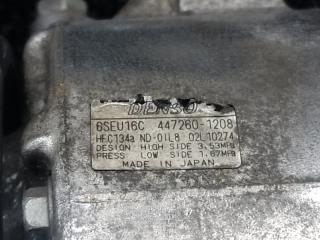 DENSO
6SEU16C 447260-1208
HFC134a ND-OIL8 02L10274
DESIGN HIGH SIDE 3.53MPa
PRESS LOW SIDE 1.67MPa
MADE IN JAPAN